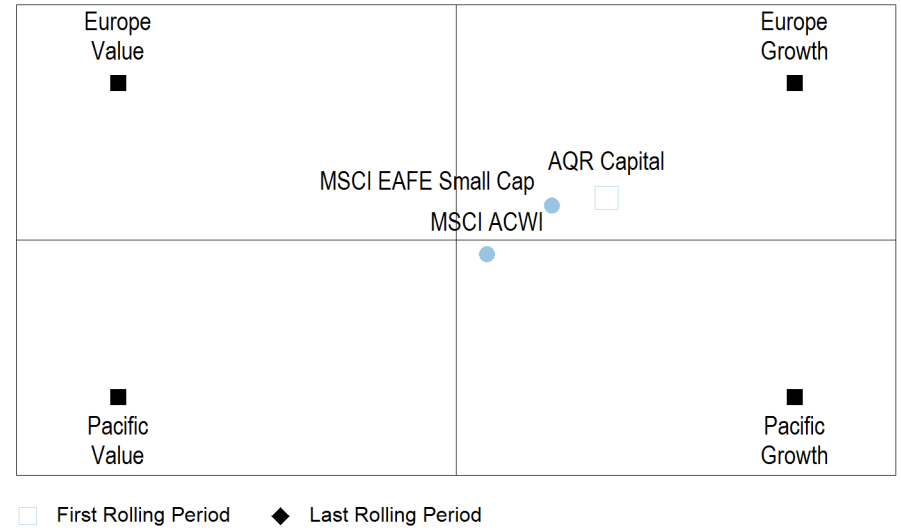 Europe
Value
Europe
Growth
AQR Capital
MSCI EAFE Small Cap
MSCI ACWI
Pacific
Value
Pacific
Growth
First Rolling Period
Last Rolling Period